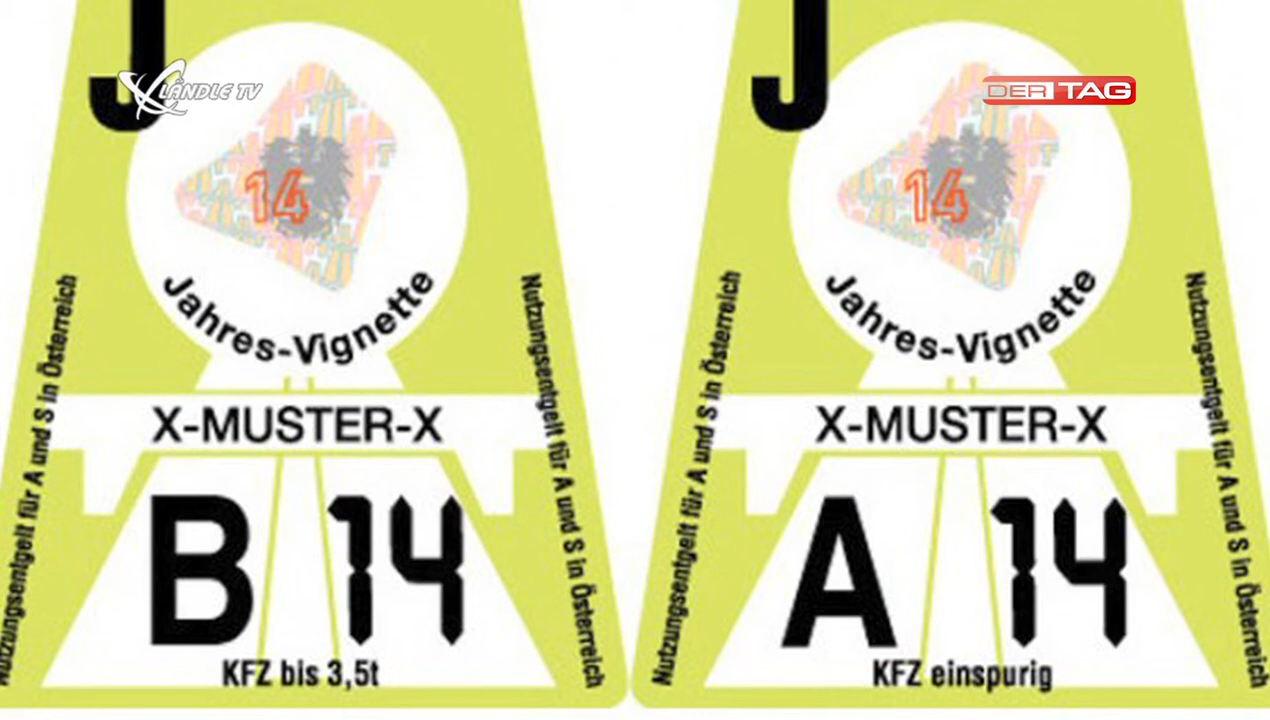 J
LÄNDLE TV
14
Jahres-Vignette
Nutzungsentgelt für A und S in Österreich
Nutzungsentgelt für A und S in Österreich
X-MUSTER-X
B 14
KFZ bis 3,5t
J
DER TAG
14
Jahres-Vignette
Nutzungsentgelt für A und S in Österreich
Nutzungsentgelt für A und S in Österreich
X-MUSTER-X
A 14
KFZ einspurig